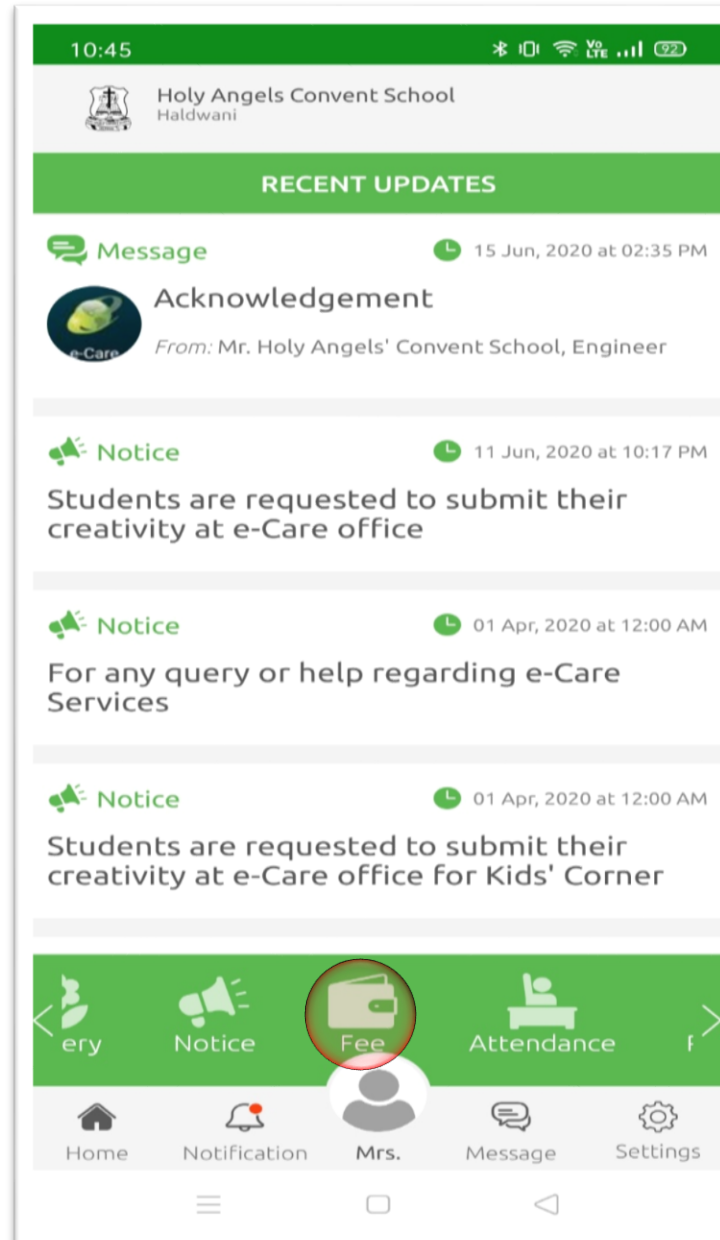 10:45
Vo LTE 92
Holy Angels Convent School
Haldwani
RECENT UPDATES
Message
15 Jun, 2020 at 02:35 PM
Acknowledgement
e-Care
From: Mr. Holy Angels' Convent School, Engineer
Notice
11 Jun, 2020 at 10:17 PM
Students are requested to submit their
creativity at e-Care office
Notice
01 Apr, 2020 at 12:00 AM
For any query or help regarding e-Care
Services
Notice
01 Apr, 2020 at 12:00 AM
Students are requested to submit their
creativity at e-Care office for Kids' Corner
ery
Notice
Fee
Attendance
Home
Notification
Mrs.
Message
Settings